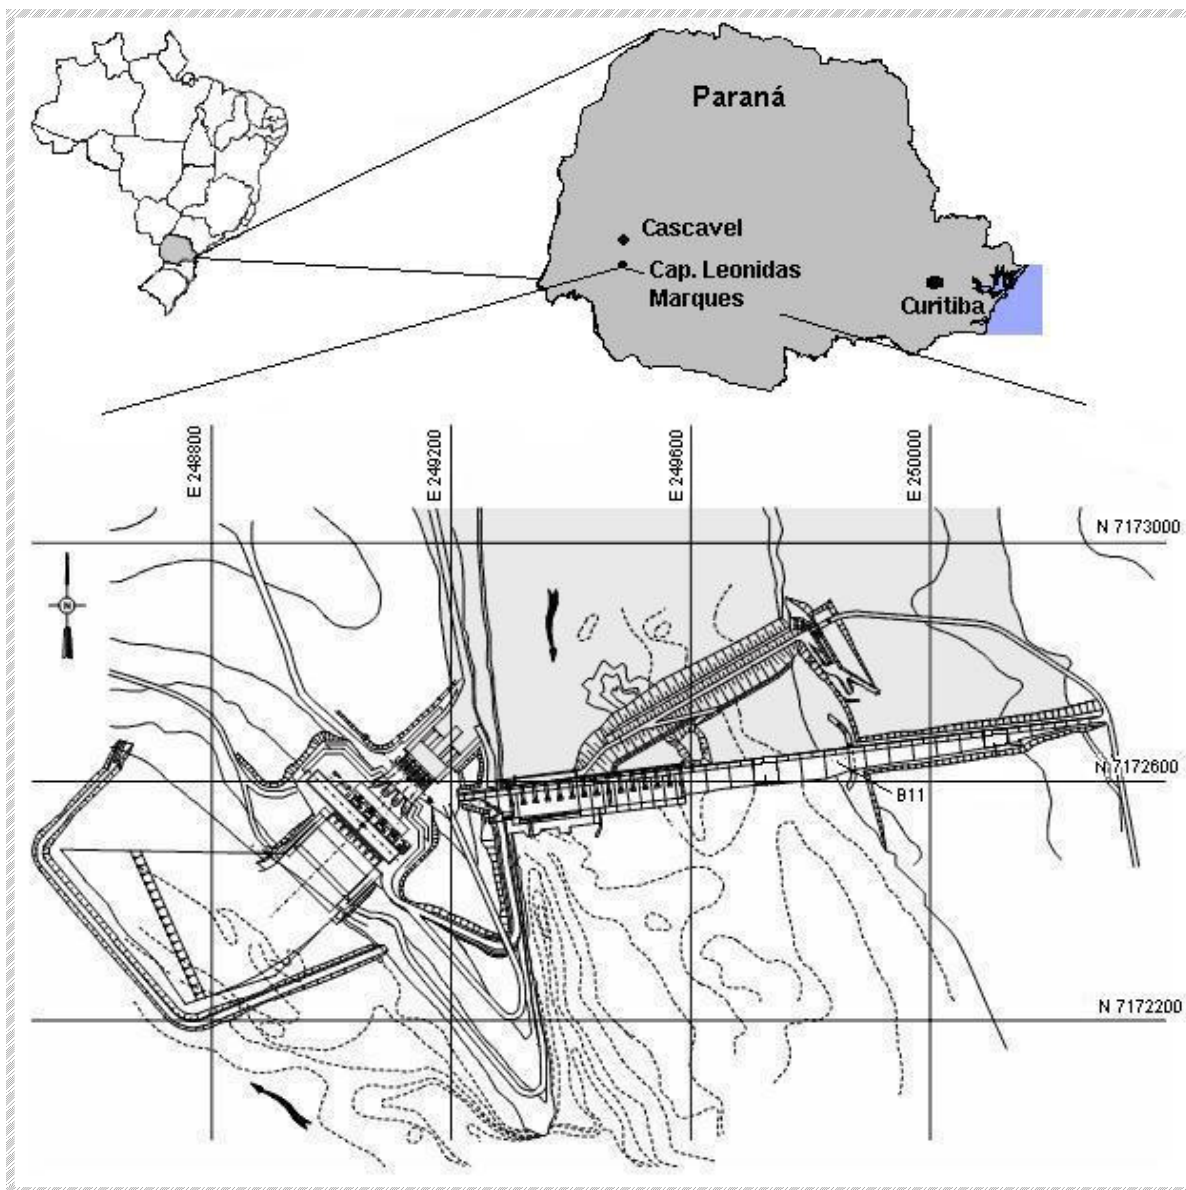 Paraná
Cascavel
Cap. Leonidas
Marques
Curitiba
E 248800
E 249200
E 249600
E 250000
N 7173000
N
N 7172600
B11
N 7172200